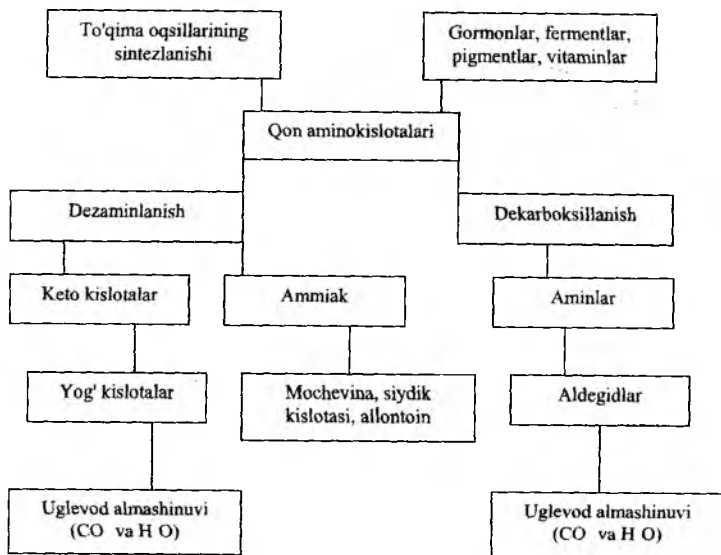 To'qima oqsillarining
sintezlanishi
Gormonlar, fermentlar,
pigmentlar, vitaminlar
Qon aminokislotalari
Dezaminlanish
Dekarboksillanish
Keto kislotalar
Ammiak
Aminlar
Yog' kislotalar
Mochevina, siydik
kislotasi, allontoin
Aldegidlar
Uglevod almashinuvi
(CO va H O)
Uglevod almashinuvi
(CO va H O)